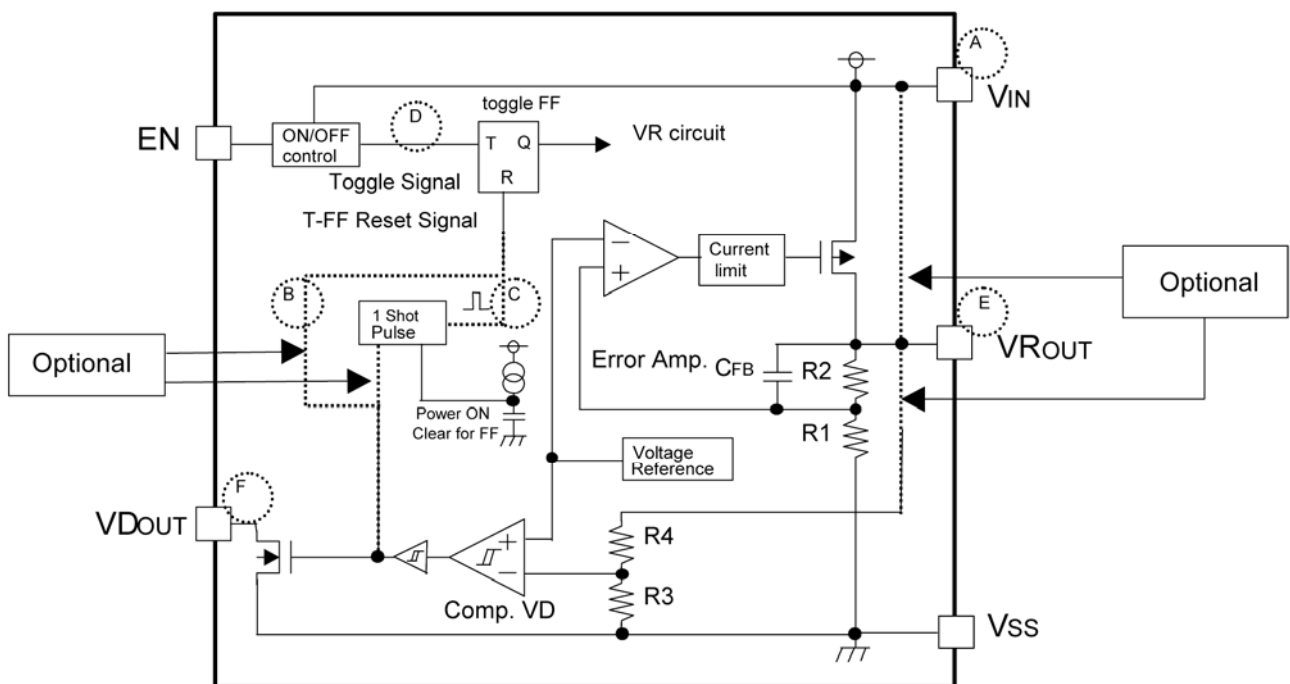 A
VIN
toggle FF
D
EN
ON/OFF
control
T Q
R
VR circuit
Toggle Signal
T-FF Reset Signal
−
+
Current
limit
Optional
B
C
1 Shot
Pulse
E
VROUT
Optional
Error Amp.
CFB
R2
Power ON
Clear for FF
R1
Voltage
Reference
F
VDOUT
+
−
R4
R3
Comp. VD
VSS